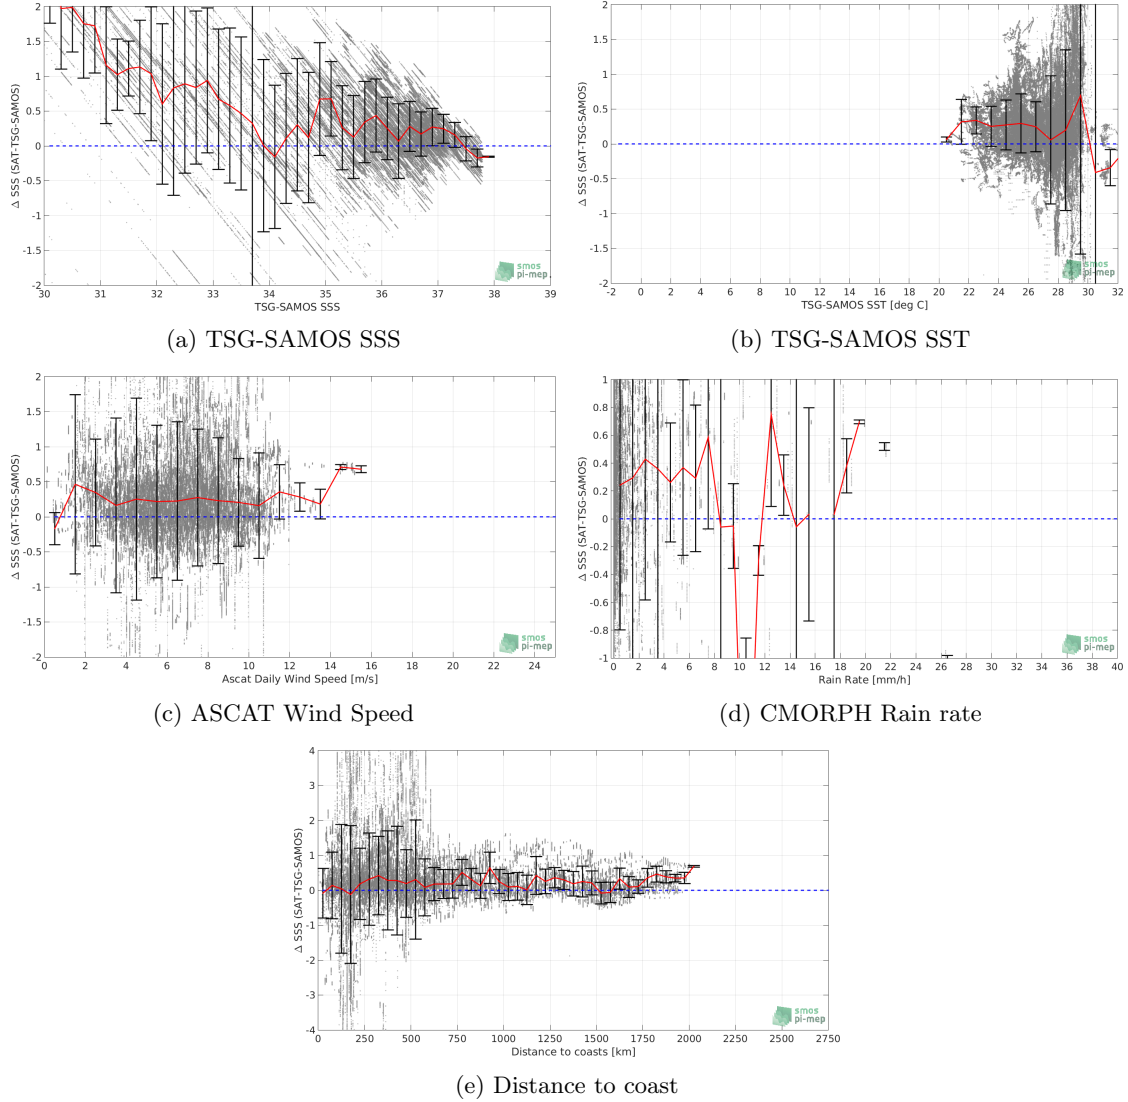 2
1.5
1
0.5
0
-0.5
-1
-1.5
-2
Δ SSS (SAT-TSG-SAMOS)
30 31 32 33 34 35 36 37 38 39
TSG-SAMOS SSS
smos
pi-mep
(a) TSG-SAMOS SSS
2
1.5
1
0.5
0
-0.5
-1
-1.5
-2
Δ SSS (SAT-TSG-SAMOS)
-2 0 2 4 6 8 10 12 14 16 18 20 22 24 26 28 30 32
TSG-SAMOS SST [deg C]
smos
pi-mep
(b) TSG-SAMOS SST
2
1.5
1
0.5
0
-0.5
-1
-1.5
-2
Δ SSS (SAT-TSG-SAMOS)
0 2 4 6 8 10 12 14 16 18 20 22 24
Ascat Daily Wind Speed [m/s]
smos
pi-mep
(c) ASCAT Wind Speed
1
0.8
0.6
0.4
0.2
0
-0.2
-0.4
-0.6
-0.8
-1
Δ SSS (SAT-TSG-SAMOS)
0 2 4 6 8 10 12 14 16 18 20 22 24 26 28 30 32 34 36 38 40
Rain Rate [mm/h]
smos
pi-mep
(d) CMORPH Rain rate
4
3
2
1
0
-1
-2
-3
-4
Δ SSS (SAT-TSG-SAMOS)
0 250 500 750 1000 1250 1500 1750 2000 2250 2500 2750
Distance to coasts [km]
smos
pi-mep
(e) Distance to coast